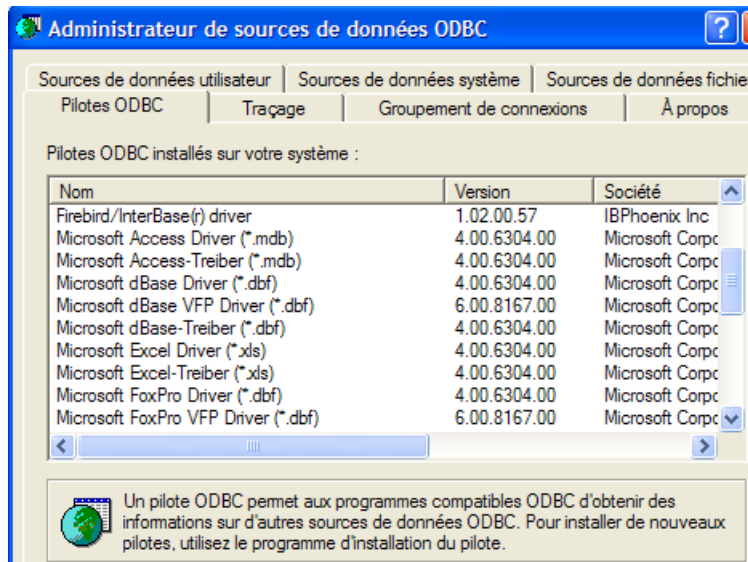 Administrateur de sources de données ODBC
Sources de données utilisateur Sources de données système Sources de données fichie
Pilotes ODBC Traçage Groupement de connexions À propos
Pilotes ODBC installés sur votre système :
Nom Version Société
Firebird/InterBase(r) driver 1.02.00.57 IBPhoenix Inc
Microsoft Access Driver (*.mdb) 4.00.6304.00 Microsoft Corpo
Microsoft Access-Treiber (*.mdb) 4.00.6304.00 Microsoft Corpo
Microsoft dBase Driver (*.dbf) 4.00.6304.00 Microsoft Corpo
Microsoft dBase VFP Driver (*.dbf) 6.00.8167.00 Microsoft Corpo
Microsoft dBase-Treiber (*.dbf) 4.00.6304.00 Microsoft Corpo
Microsoft Excel Driver (*.xls) 4.00.6304.00 Microsoft Corpo
Microsoft Excel-Treiber (*.xls) 4.00.6304.00 Microsoft Corpo
Microsoft FoxPro Driver (*.dbf) 4.00.6304.00 Microsoft Corpo
Microsoft FoxPro VFP Driver (*.dbf) 6.00.8167.00 Microsoft Corpo
Un pilote ODBC permet aux programmes compatibles ODBC d'obtenir des
informations sur d'autres sources de données ODBC. Pour installer de nouveaux
pilotes, utilisez le programme d'installation du pilote.